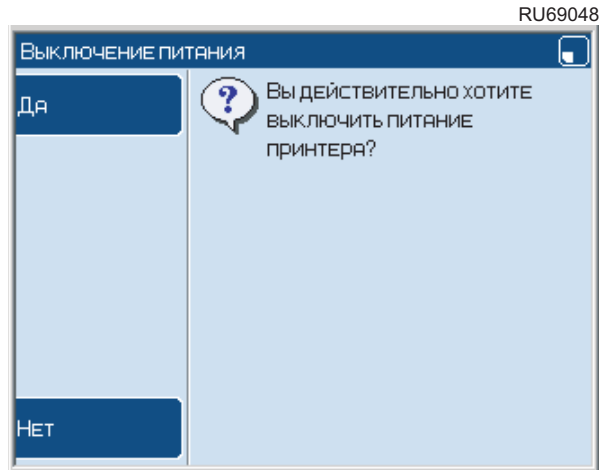 RU69048
Выключение питания
Да
Вы действительно хотите
выключить питание
принтера?
Нет